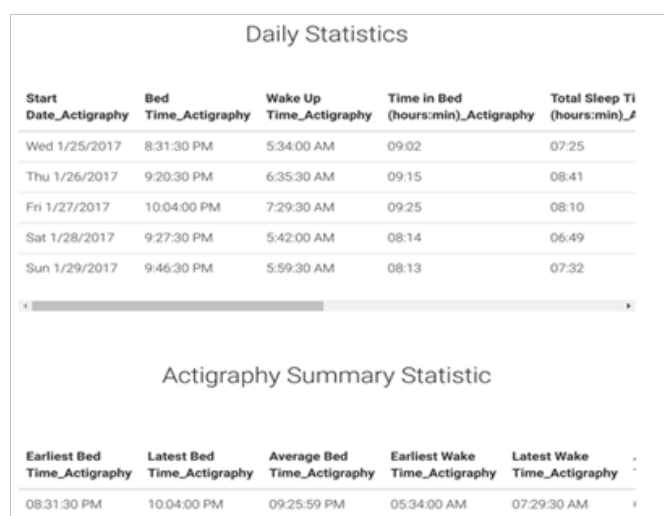 Daily Statistics
Start Bed Wake Up Time in Bed Total Sleep Ti
Date_Actigraphy Time_Actigraphy Time_Actigraphy (hours:min)_Actigraphy (hours:min)_A
Wed 1/25/2017 8:31:30 PM 5:34:00 AM 09:02 07:25
Thu 1/26/2017 9:20:30 PM 6:35:30 AM 09:15 08:41
Fri 1/27/2017 10:04:00 PM 7:29:30 AM 09:25 08:10
Sat 1/28/2017 9:27:30 PM 5:42:00 AM 08:14 06:49
Sun 1/29/2017 9:46:30 PM 5:59:30 AM 08:13 07:32
Actigraphy Summary Statistic
Earliest Bed Latest Bed Average Bed Earliest Wake Latest Wake
Time_Actigraphy Time_Actigraphy Time_Actigraphy Time_Actigraphy Time_Actigraphy
08:31:30 PM 10:04:00 PM 09:25:59 PM 05:34:00 AM 07:29:30 AM